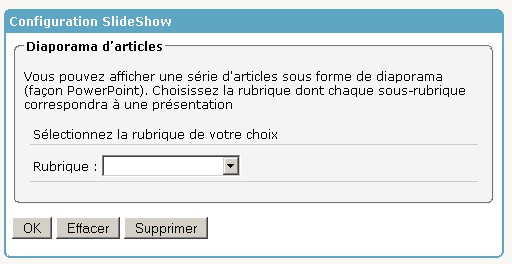 Configuration SlideShow
Diaporama d'articles
Vous pouvez afficher une série d'articles sous forme de diaporama
(façon PowerPoint). Choisissez la rubrique dont chaque sous-rubrique
correspondra à une présentation
Sélectionnez la rubrique de votre choix
Rubrique :
OK Effacer Supprimer